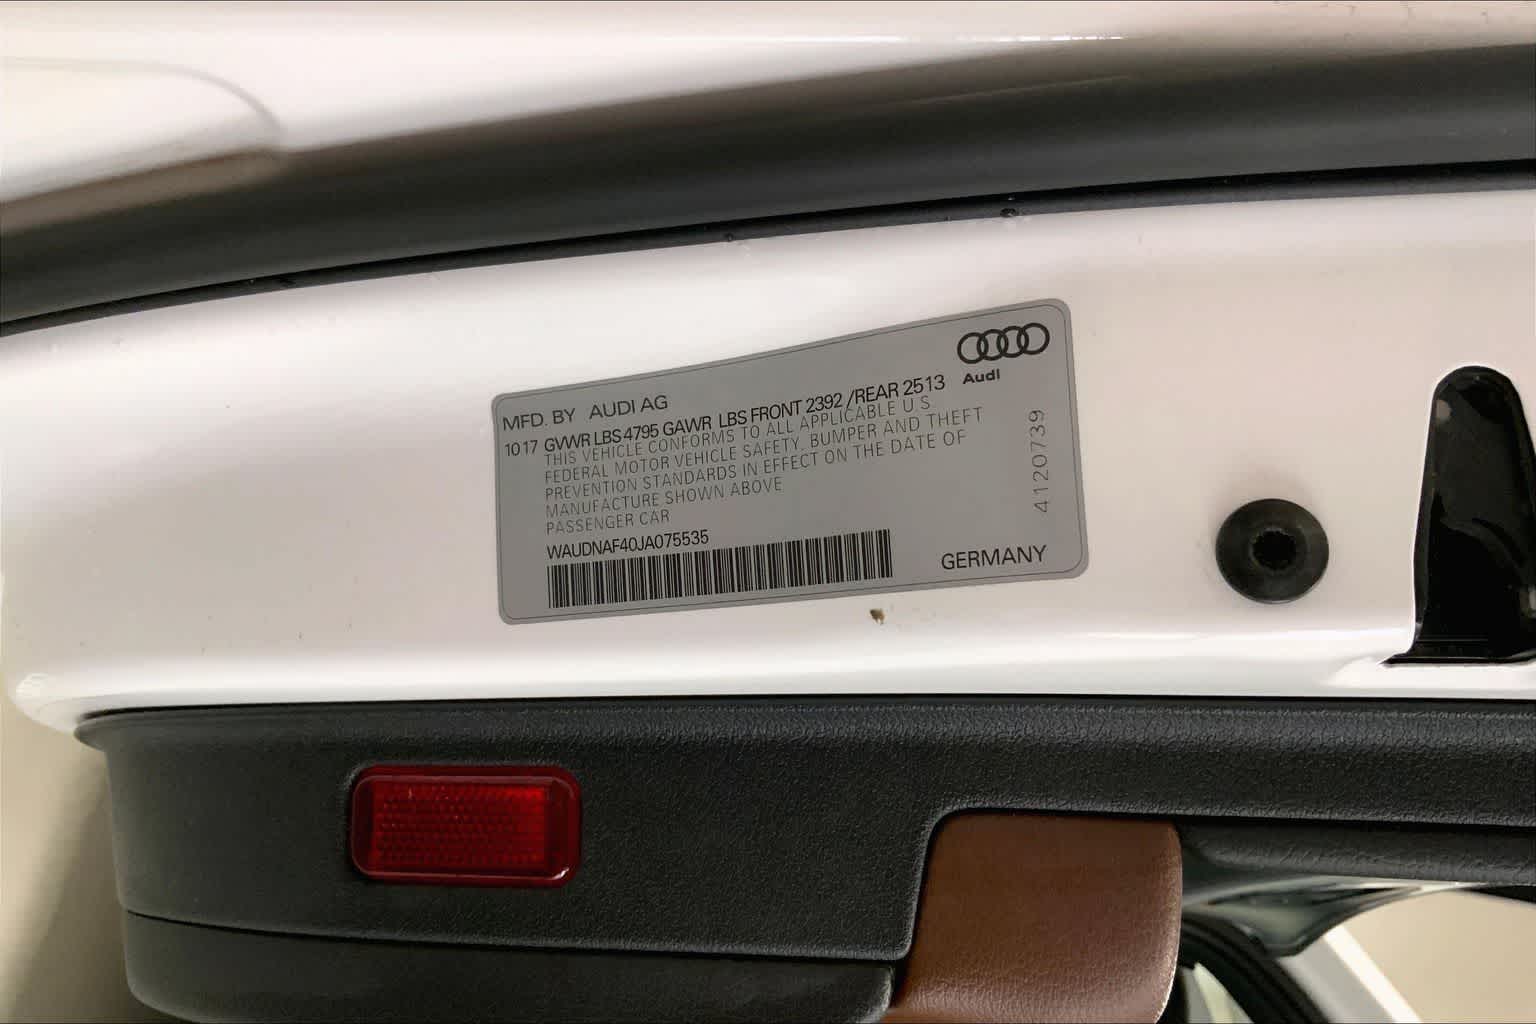 Audi
MFD. BY AUDI AG
10 17 GVWR LBS 4795 GAWR LBS FRONT 2392 /REAR 2513
THIS VEHICLE CONFORMS TO ALL APPLICABLE U.S
FEDERAL MOTOR VEHICLE SAFETY, BUMPER AND THEFT
PREVENTION STANDARDS IN EFFECT ON THE DATE OF
MANUFACTURE SHOWN ABOVE
PASSENGER CAR
WAUDNAF40JA075535
GERMANY
4120739